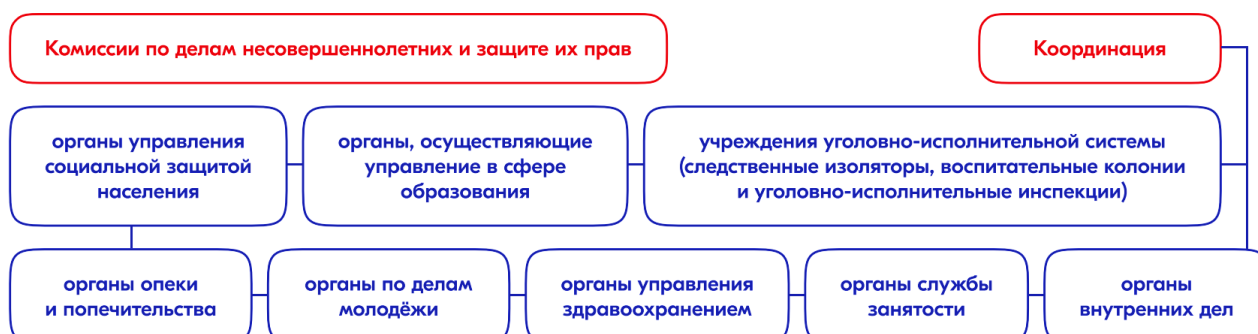 Комиссии по делам несовершеннолетних и защите их прав
Координация
органы управления
социальной защитой
населения
органы, осуществляющие
управление в сфере
образования
учреждения уголовно-исполнительной системы
(следственные изоляторы, воспитательные колонии
и уголовно-исполнительные инспекции)
органы опеки
и попечительства
органы по делам
молодёжи
органы управления
здравоохранением
органы службы
занятости
органы
внутренних дел